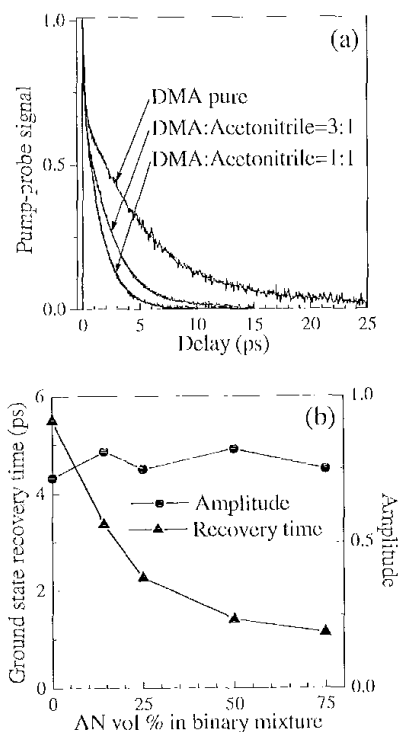 (a)
1.0
0.5
0.0
Pump-probe signal
DMA pure
DMA:Acetonitrile=3:1
DMA:Acetonitrile=1:1
0 5 10 15 20 25
Delay (ps)
(b)
6
4
2
0
Ground state recovery time (ps)
1.0
0.5
0.0
Amplitude
Amplitude
Recovery time
0 25 50 75
AN vol % in binary mixture